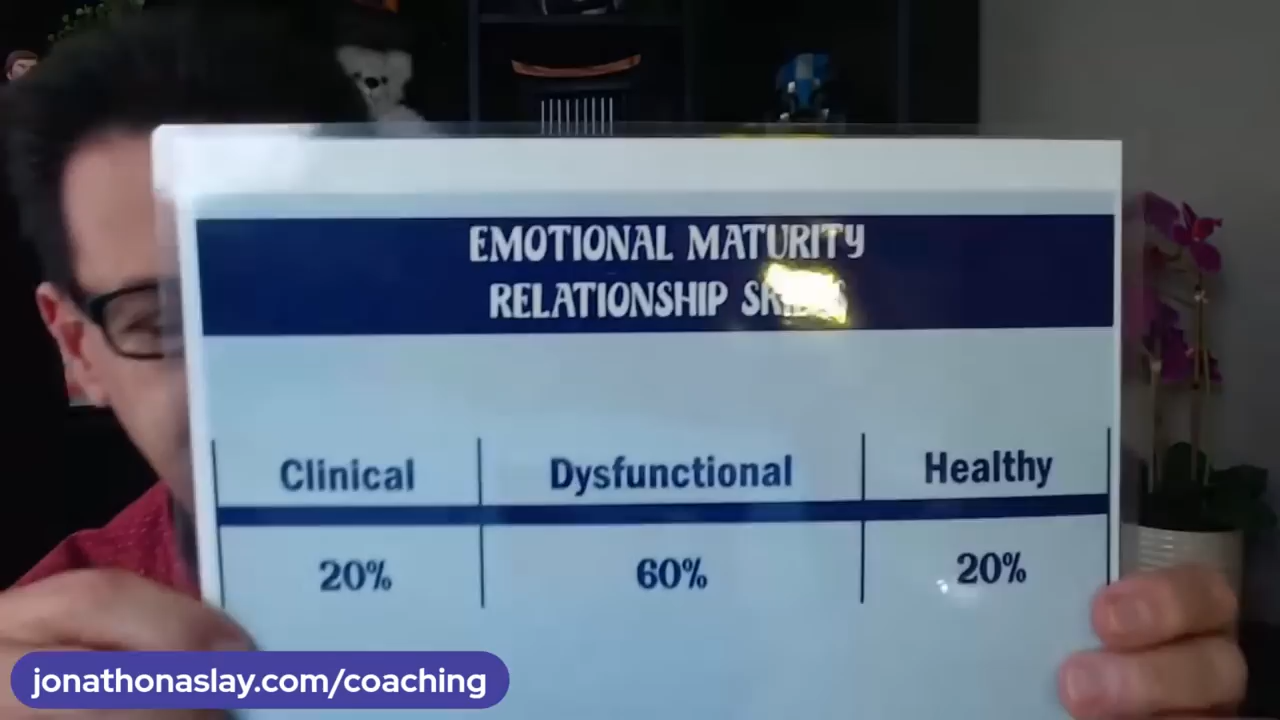 EMOTIONAL MATURITY
RELATIONSHIP
Clinical Dysfunctional Healthy
20% 60% 20%
jonathonaslay.com/coaching